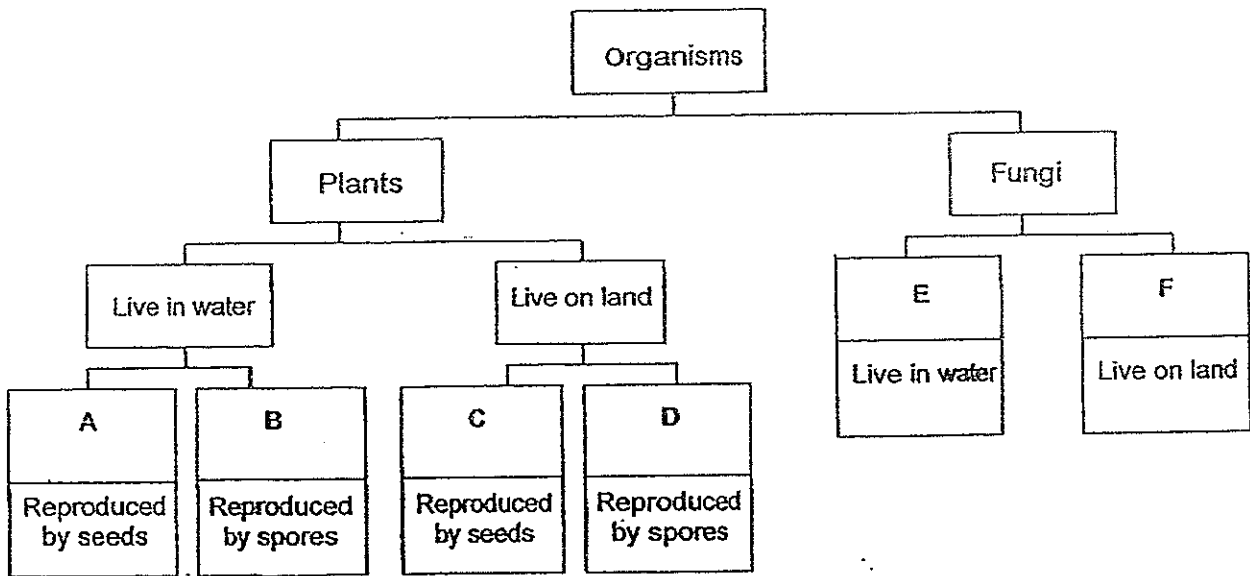 Organisms
Plants
Fungi
Live in water
Live on land
E
Live in water
F
Live on land
A
Reproduced
by seeds
B
Reproduced
by spores
C
Reproduced
by seeds
D
Reproduced
by spores